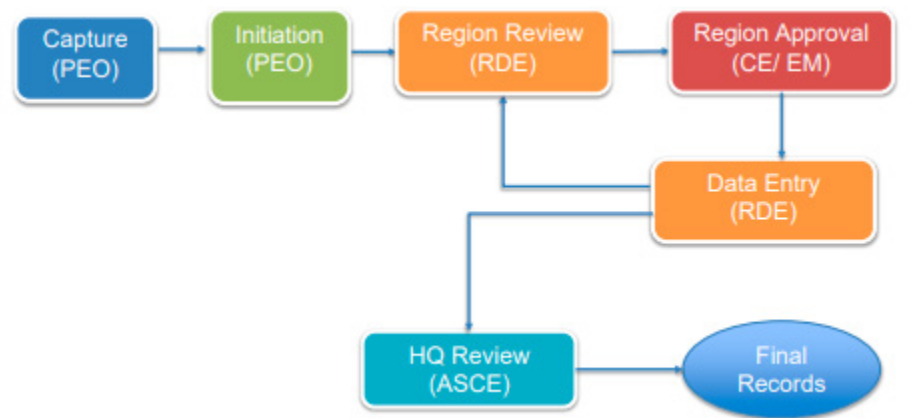 Capture
(PEO)
Initiation
(PEO)
Region Review
(RDE)
Region Approval
(CE/ EM)
Data Entry
(RDE)
HQ Review
(ASCE)
Final
Records